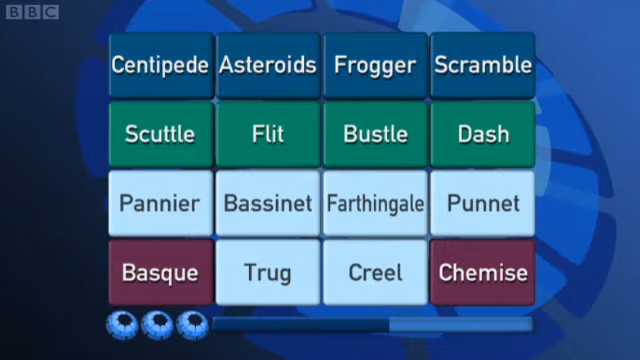 BBC
Centipede Asteroids Frogger Scramble
Scuttle Flit Bustle Dash
Pannier Bassinet Farthingale Punnet
Basque Trug Creel Chemise